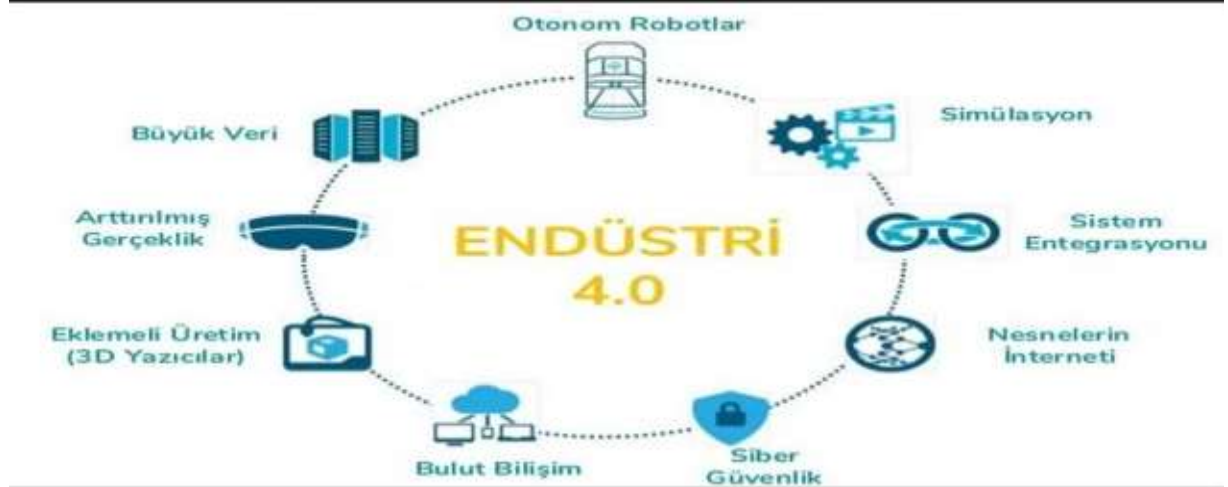 Otonom Robotlar
Büyük Veri
Simülasyon
Arttırılmış
Gerçeklik
ENDÜSTRİ
4.0
Sistem
Entegrasyonu
Eklemeli Üretim
(3D Yazıcılar)
Nesnelerin
İnterneti
Bulut Bilişim
Siber
Güvenlik